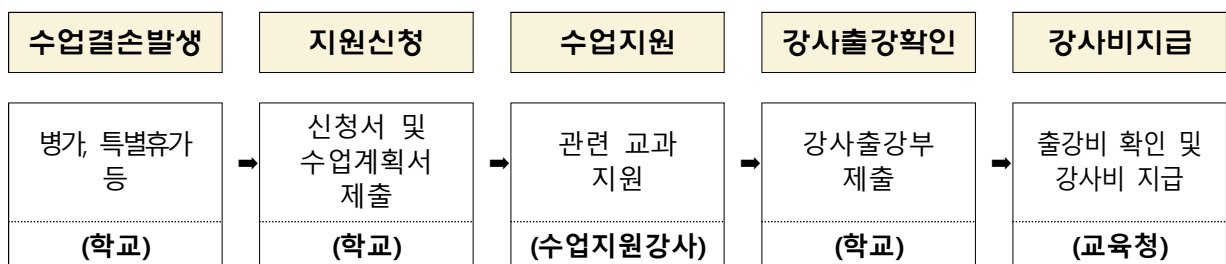 수업결손발생
지원신청
수업지원
강사출강확인
강사비지급
병가, 특별휴가
등
(학교)
➡
신청서 및
수업계획서
제출
(학교)
➡
관련 교과
지원
(수업지원강사)
➡
강사출강부
제출
(학교)
➡
출강비 확인 및
강사비 지급
(교육청)